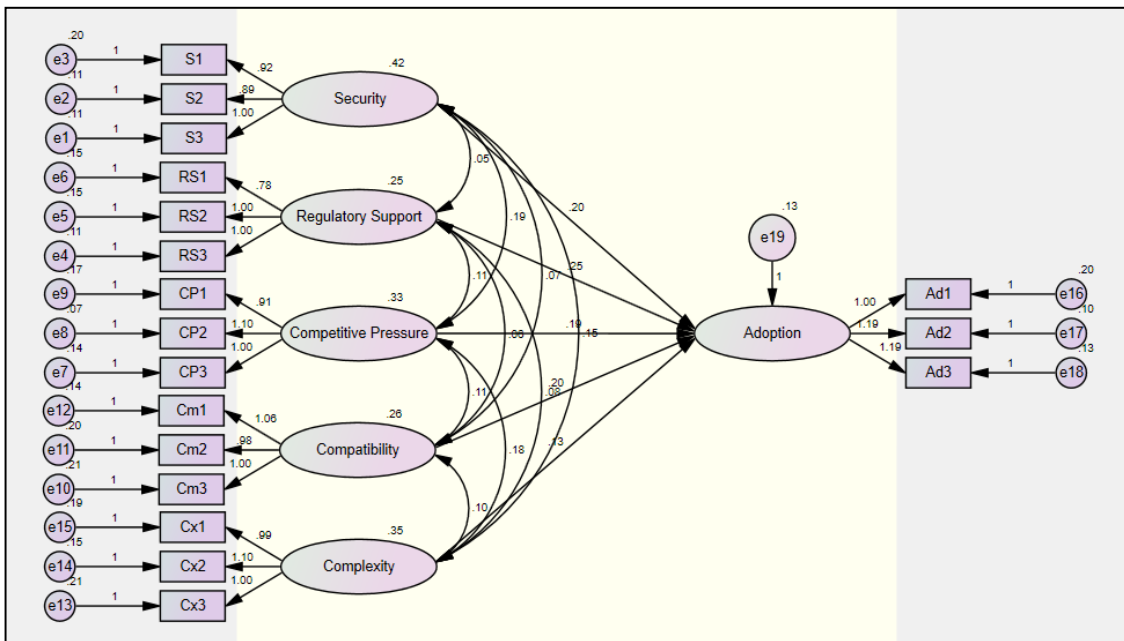 .20
e3 1 S1 .92 .42
.11
e2 1 S2 .89 Security
.11
e1 1 S3 1.00
.15
.05
e6 1 RS1 .78 .25
.15
e5 1 RS2 1.00 Regulatory Support .19 .20 .13
.11
e4 1 RS3 1.00 e19
.17
.11 .07 .25 1
e9 1 CP1 .91 .33 .20
.07
e8 1 CP2 1.10 Competitive Pressure .06 .19 .15 Adoption 1.00 Ad1 1 e16
.14
.10
e7 1 CP3 1.00 1.19 Ad2 1 e17
.14
.13
.11 .20 .08 1.19 Ad3 1 e18
e12 1 Cm1 1.06 .26
.20
e11 1 Cm2 .98 Compatibility .18 .13
.21
e10 1 Cm3 1.00
.19
.10
e15 1 Cx1 .99 .35
.15
e14 1 Cx2 1.10 Complexity
.21
e13 1 Cx3 1.00